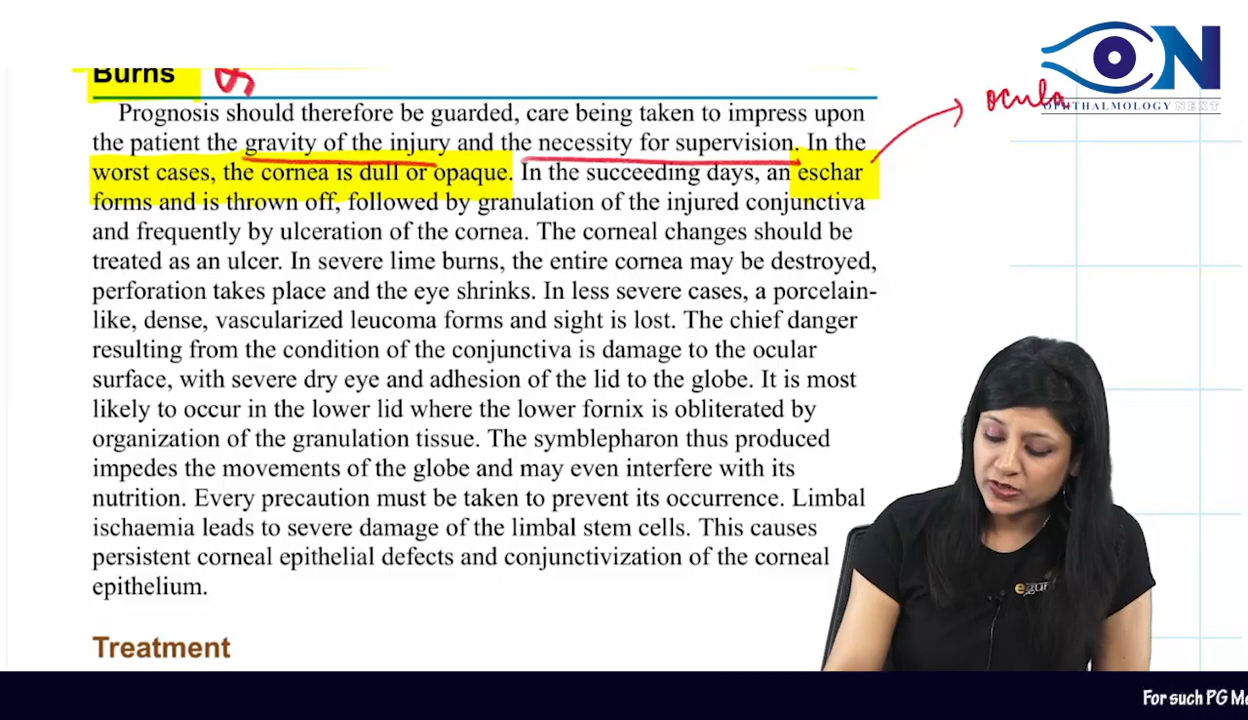 ON
OPHTHALMOLOGY NEXT
Burns
ocula
Prognosis should therefore be guarded, care being taken to impress upon
the patient the gravity of the injury and the necessity for supervision. In the
worst cases, the cornea is dull or opaque. In the succeeding days, an eschar
forms and is thrown off, followed by granulation of the injured conjunctiva
and frequently by ulceration of the cornea. The corneal changes should be
treated as an ulcer. In severe lime burns, the entire cornea may be destroyed,
perforation takes place and the eye shrinks. In less severe cases, a porcelain-
like, dense, vascularized leucoma forms and sight is lost. The chief danger
resulting from the condition of the conjunctiva is damage to the ocular
surface, with severe dry eye and adhesion of the lid to the globe. It is most
likely to occur in the lower lid where the lower fornix is obliterated by
organization of the granulation tissue. The symblepharon thus produced
impedes the movements of the globe and may even interfere with its
nutrition. Every precaution must be taken to prevent its occurrence. Limbal
ischaemia leads to severe damage of the limbal stem cells. This causes
persistent corneal epithelial defects and conjunctivization of the corneal
epithelium.
Treatment
For such PG Me